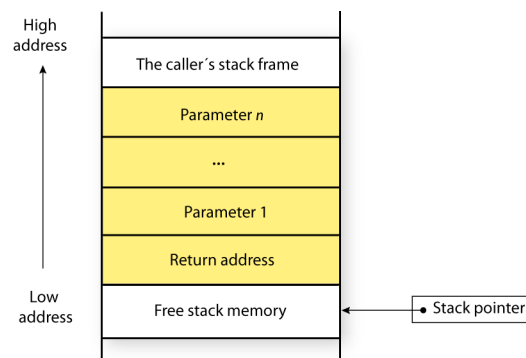 High
address
The caller´s stack frame
Parameter n
...
Parameter 1
Return address
Low
address
Free stack memory
Stack pointer